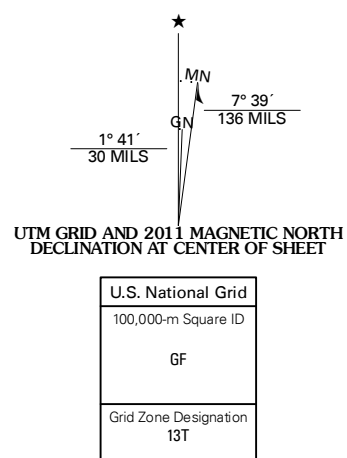 MN
GN
7° 39´
136 MILS
1° 41´
30 MILS
UTM GRID AND 2011 MAGNETIC NORTH
DECLINATION AT CENTER OF SHEET
U.S. National Grid
100,000-m Square ID
GF
Grid Zone Designation
13T